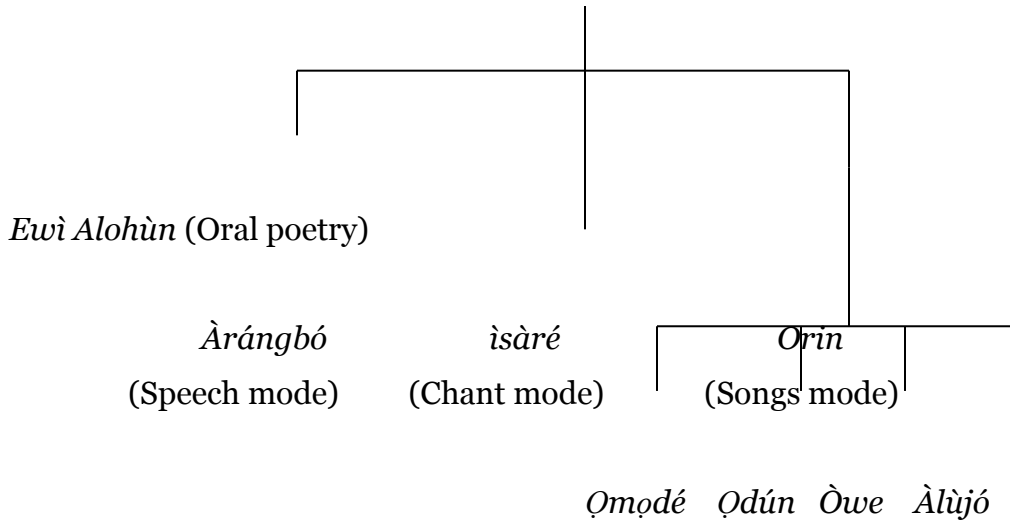 Ewì Alohùn (Oral poetry)
Àrángbó ìsàré Orin
(Speech mode) (Chant mode) (Songs mode)
Ọmọdé Ọdún Òwe Àlùjó